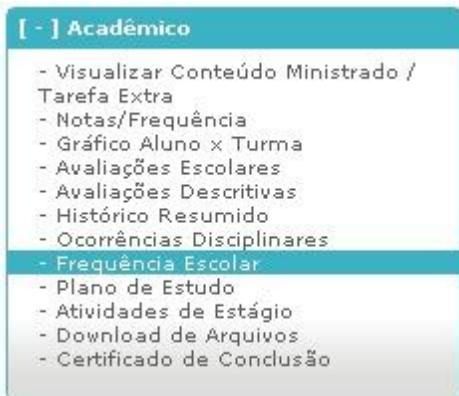 [ - ] Acadêmico
- Visualizar Conteúdo Ministrado /
Tarefa Extra
- Notas/Frequência
- Gráfico Aluno x Turma
- Avaliações Escolares
- Avaliações Descritivas
- Histórico Resumido
- Ocorrências Disciplinares
- Frequência Escolar
- Plano de Estudo
- Atividades de Estágio
- Download de Arquivos
- Certificado de Conclusão